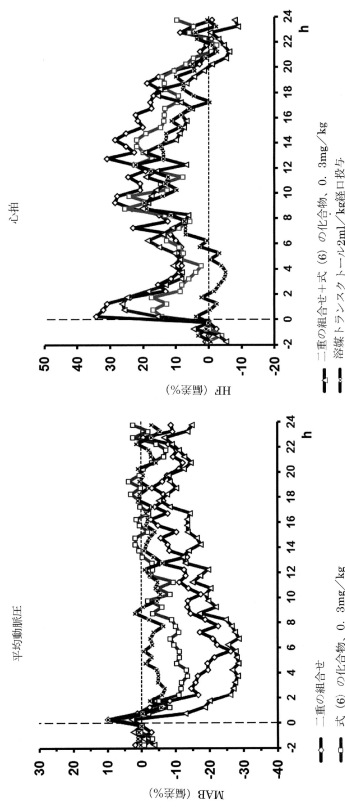 平均動脈圧
MAB(偏差%)
30
20
10
0
-10
-20
-30
-40
-2 0 2 4 6 8 10 12 14 16 18 20 22 24
h
二重の組合せ
式(6)の化合物、0. 3mg/kg
心拍
HF(偏差%)
50
40
30
20
10
0
-10
-20
-2 0 2 4 6 8 10 12 14 16 18 20 22 24
h
二重の組合せ+式(6)の化合物、0. 3mg/kg
溶媒トランスクトール2ml/kg経口投与